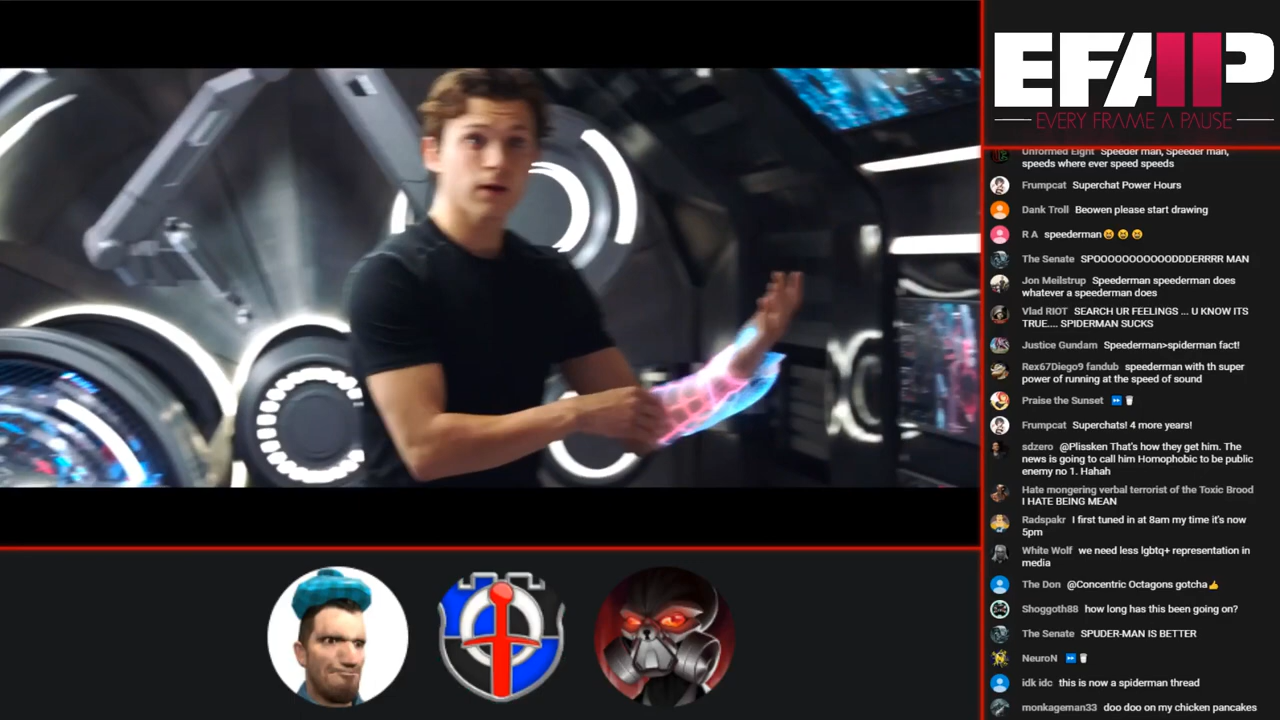 EFAP
EVERY FRAME A PAUSE
Unformed Eight Speeder man, Speeder man,
speeds where ever speed speeds
Frumpcat Superchat Power Hours
Dank Troll Beowen please start drawing
R A speederman😆 😆 😆
The Senate SPOOOOOOOOOODDDERRRR MAN
Jon Meilstrup Speederman speederman does
whatever a speederman does
Vlad RIOT SEARCH UR FEELINGS ... U KNOW ITS
TRUE.... SPIDERMAN SUCKS
Justice Gundam Speederman>spiderman fact!
Rex67Diego9 fandub speederman with th super
power of running at the speed of sound
Praise the Sunset ⏩🥛
Frumpcat Superchats! 4 more years!
sdzero @Plissken That's how they get him. The
news is going to call him Homophobic to be public
enemy no 1. Hahah
Hate mongering verbal terrorist of the Toxic Brood
I HATE BEING MEAN
Radspakr I first tuned in at 8am my time it's now
5pm
White Wolf we need less lgbtq+ representation in
media
The Don @Concentric Octagons gotcha👍
Shoggoth88 how long has this been going on?
The Senate SPUDER-MAN IS BETTER
NeuroN ⏩🥛
idk idc this is now a spiderman thread
monkageman33 doo doo on my chicken pancakes